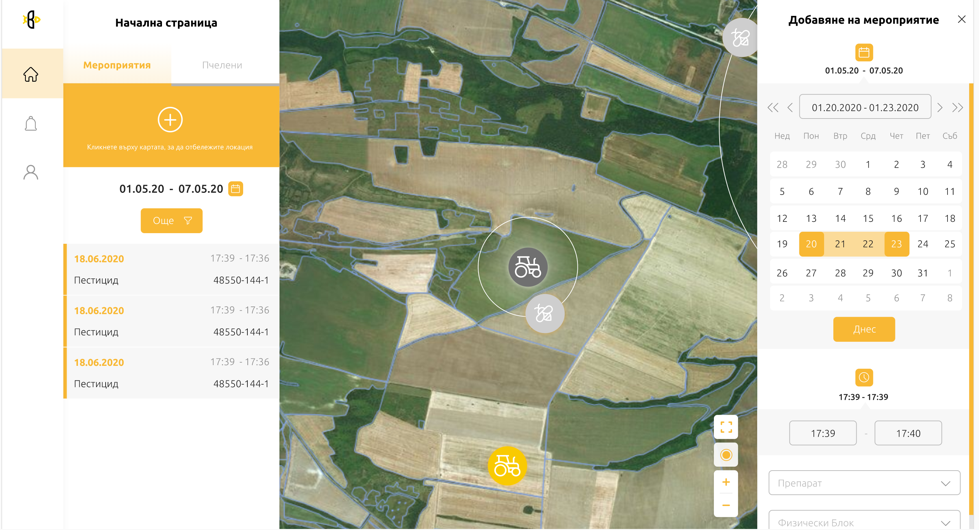 Начална страница
Мероприятия
Пчелени
Кликнете върху картата, за да отбележите локация
01.05.20 - 07.05.20
Още
18.06.2020 17:39 - 17:36
Пестицид 48550-144-1
18.06.2020 17:39 - 17:36
Пестицид 48550-144-1
18.06.2020 17:39 - 17:36
Пестицид 48550-144-1
Добавяне на мероприятие
01.05.20 - 07.05.20
01.20.2020 - 01.23.2020
Нед Пон Втр Срд Чет Пет Съб
28 29 30 1 2 3 4
5 6 7 8 9 10 11
12 13 14 15 16 17 18
19 20 21 22 23 24 25
26 27 28 29 30 31 1
2 3 4 5 6 7 8
Днес
17:39 - 17:39
17:39 - 17:40
Препарат
Физически Блок